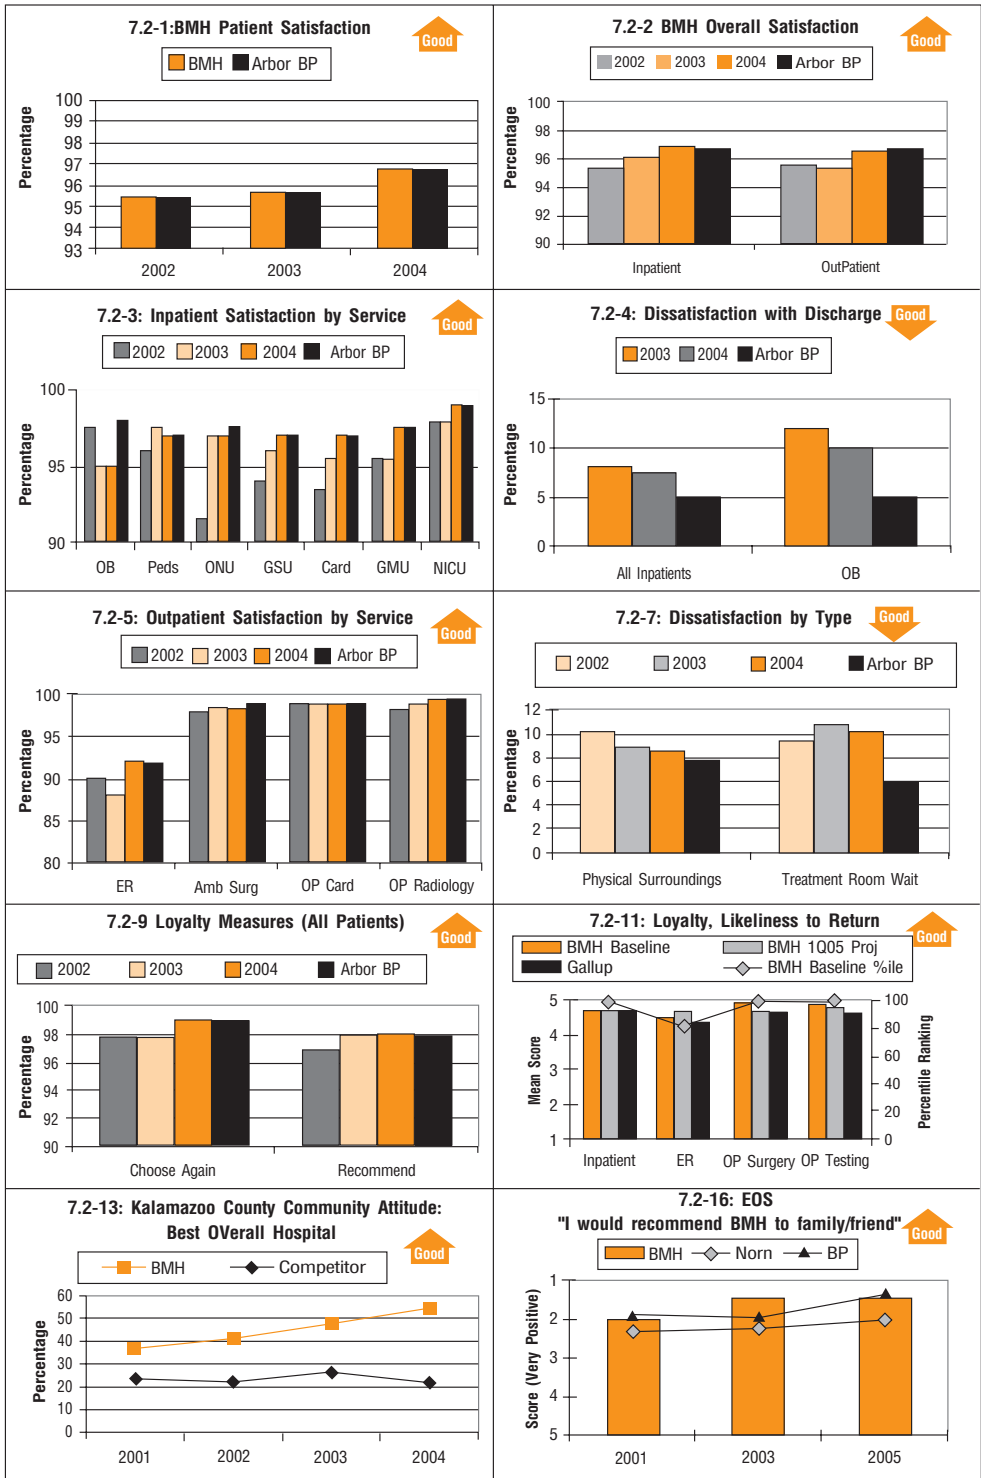 7.2-1:BMH Patient Satisfaction
Good
BMH Arbor BP
Percentage
100
99
98
97
96
95
94
93
2002 2003 2004
7.2-2 BMH Overall Satisfaction
Good
2002 2003 2004 Arbor BP
Percentage
100
98
96
94
92
90
Inpatient OutPatient
7.2-3: Inpatient Satistaction by Service
Good
2002 2003 2004 Arbor BP
Percentage
100
95
90
OB Peds ONU GSU Card GMU NICU
7.2-4: Dissatisfaction with Discharge
Good
2003 2004 Arbor BP
Percentage
15
10
5
0
All Inpatients OB
7.2-5: Outpatient Satisfaction by Service
Good
2002 2003 2004 Arbor BP
Percentage
100
95
90
85
80
ER Amb Surg OP Card OP Radiology
7.2-7: Dissatisfaction by Type
Good
2002 2003 2004 Arbor BP
Percentage
12
10
8
6
4
2
0
Physical Surroundings Treatment Room Wait
7.2-9 Loyalty Measures (All Patients)
Good
2002 2003 2004 Arbor BP
Percentage
100
98
96
94
92
90
Choose Again Recommend
7.2-11: Loyalty, Likeliness to Return
Good
BMH Baseline BMH 1Q05 Proj
Gallup BMH Baseline %ile
Mean Score
5
4
3
2
1
Percentile Ranking
100
80
60
40
20
0
Inpatient ER OP Surgery OP Testing
7.2-13: Kalamazoo County Community Attitude:
Best OVerall Hospital
Good
BMH Competitor
Percentage
60
50
40
30
20
10
0
2001 2002 2003 2004
7.2-16: EOS
"I would recommend BMH to family/friend"
Good
BMH Norn BP
Score (Very Positive)
1
2
3
4
5
2001 2003 2005